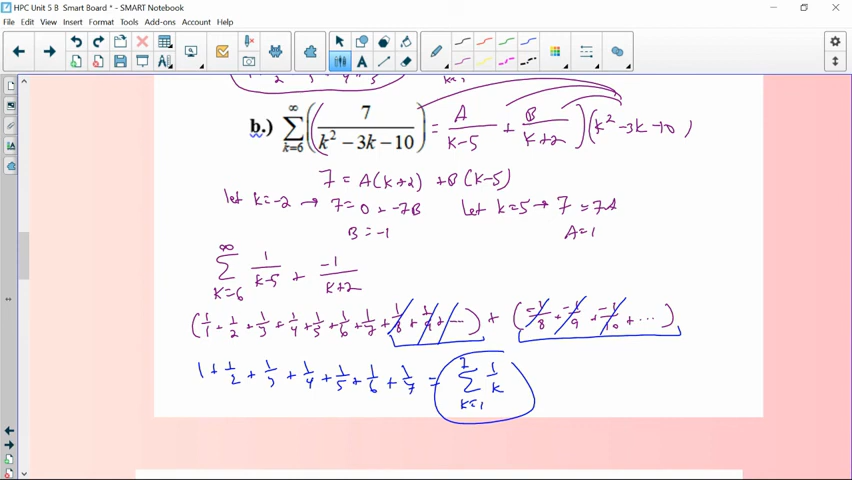 HPC Unit 5 B Smart Board * - SMART Notebook
File Edit View Insert Format Tools Add-ons Account Help
b.) ∞ Σ k=6 ( 7 / (k² − 3k − 10) = A / (k-5) + B / (k+2) ) (k² -3k -10)
7 = A(k+2) + B(k-5)
let k=-2 → 7 = 0 + -7B let k=5 → 7 = 7A
B = -1 A = 1
∞ Σ k=6 1/(k-5) + -1/(k+2)
(1/1 + 1/2 + 1/3 + 1/4 + 1/5 + 1/6 + 1/7 + 1/8 + 1/9 + ...) + (-1/8 + -1/9 + -1/10 + ...)
1 + 1/2 + 1/3 + 1/4 + 1/5 + 1/6 + 1/7 = 7 Σ k=1 1/k